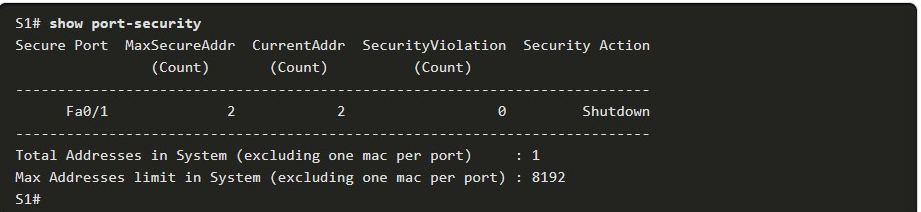 S1# show port-security
Secure Port  MaxSecureAddr  CurrentAddr  SecurityViolation  Security Action
                (Count)       (Count)          (Count)
---------------------------------------------------------------------------
      Fa0/1              2            2                  0         Shutdown
---------------------------------------------------------------------------
Total Addresses in System (excluding one mac per port)     : 1
Max Addresses limit in System (excluding one mac per port) : 8192
S1#